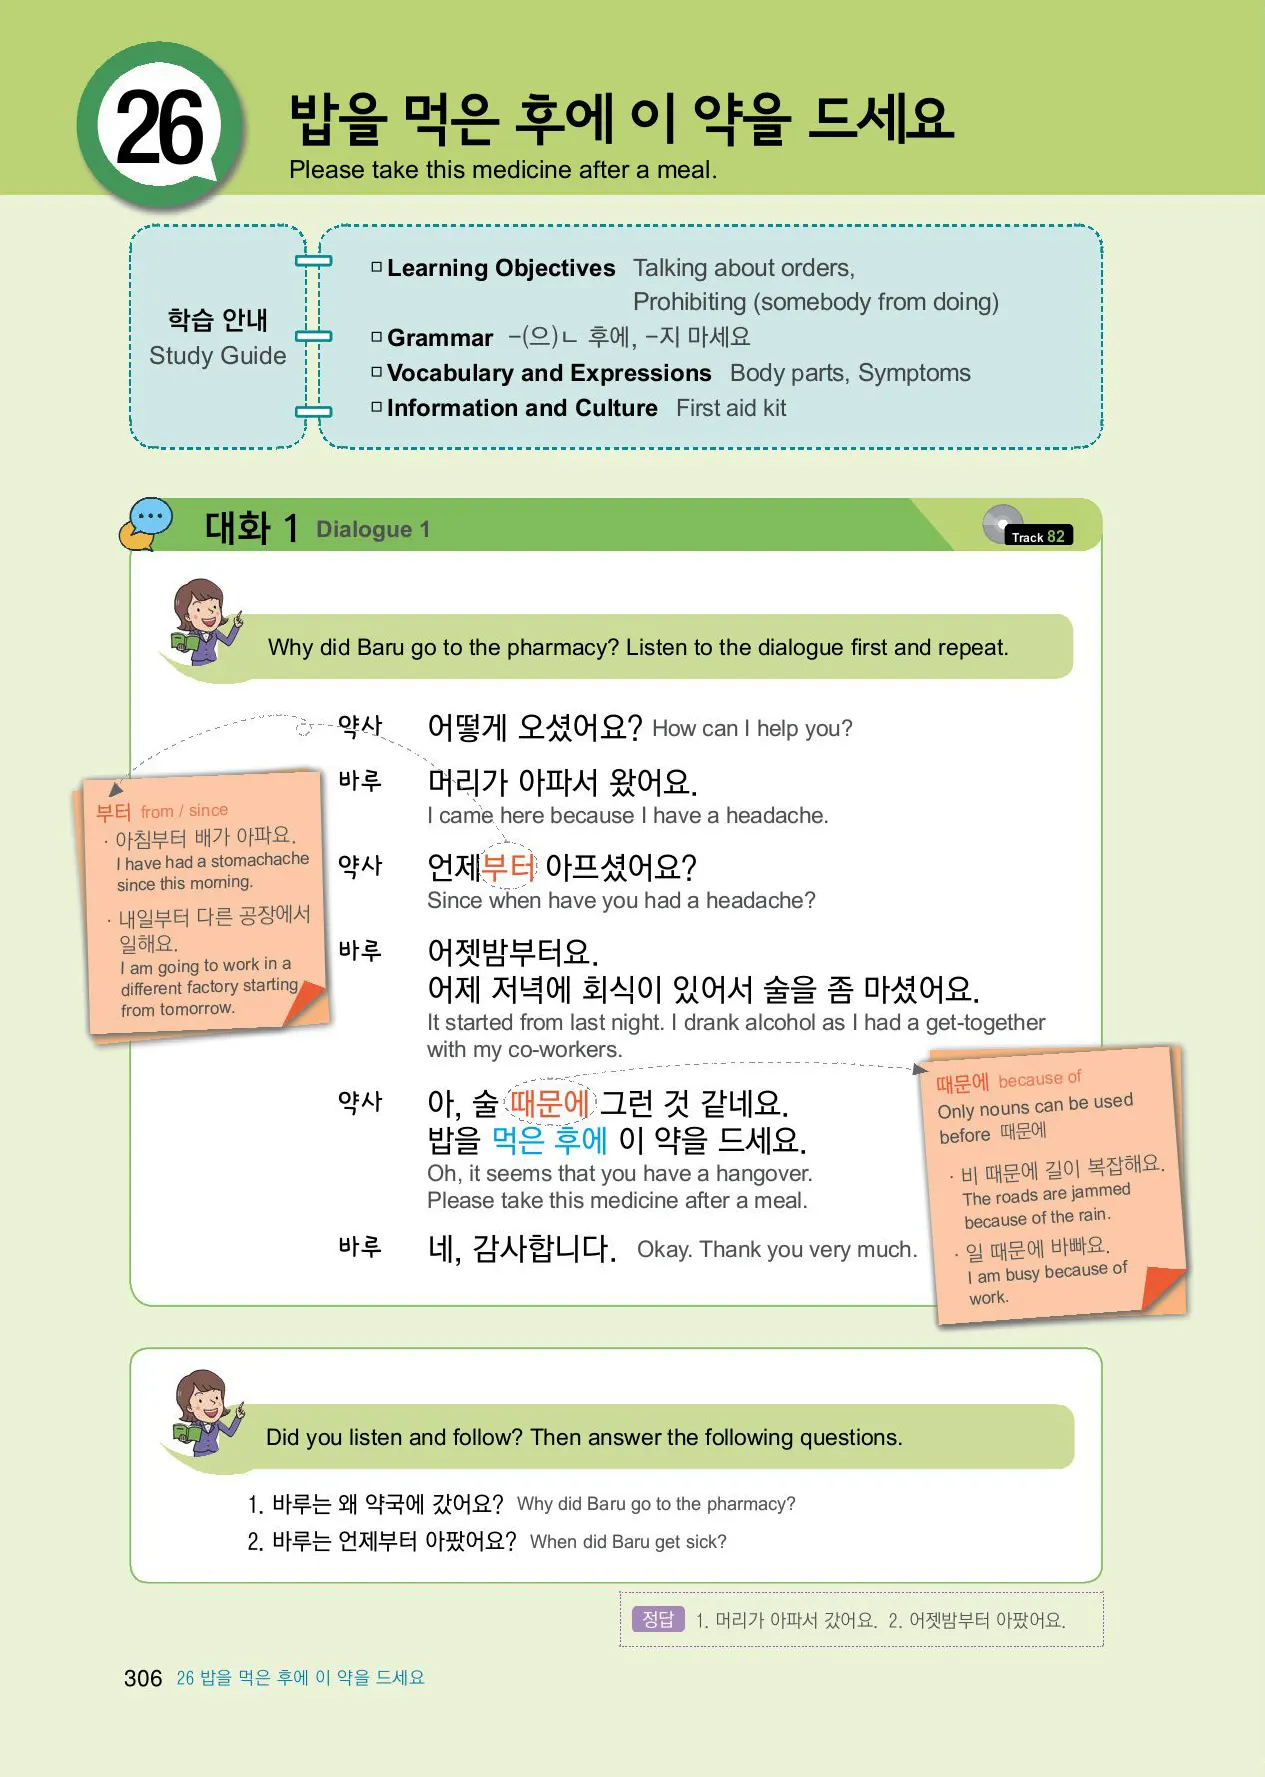 26
밥을 먹은 후에 이 약을 드세요
Please take this medicine after a meal.
학습 안내
Study Guide
Learning Objectives Talking about orders,
Prohibiting (somebody from doing)
Grammar -(으)ㄴ 후에, -지 마세요
Vocabulary and Expressions Body parts, Symptoms
Information and Culture First aid kit
대화 1 Dialogue 1
Track 82
Why did Baru go to the pharmacy? Listen to the dialogue first and repeat.
약사 어떻게 오셨어요? How can I help you?
바루 머리가 아파서 왔어요.
I came here because I have a headache.
약사 언제부터 아프셨어요?
Since when have you had a headache?
바루 어젯밤부터요.
어제 저녁에 회식이 있어서 술을 좀 마셨어요.
It started from last night. I drank alcohol as I had a get-together
with my co-workers.
약사 아, 술 때문에 그런 것 같네요.
밥을 먹은 후에 이 약을 드세요.
Oh, it seems that you have a hangover.
Please take this medicine after a meal.
바루 네, 감사합니다. Okay. Thank you very much.
부터 from / since
· 아침부터 배가 아파요.
I have had a stomachache
since this morning.
· 내일부터 다른 공장에서
일해요.
I am going to work in a
different factory starting
from tomorrow.
때문에 because of
Only nouns can be used
before 때문에
· 비 때문에 길이 복잡해요.
The roads are jammed
because of the rain.
· 일 때문에 바빠요.
I am busy because of
work.
Did you listen and follow? Then answer the following questions.
1. 바루는 왜 약국에 갔어요? Why did Baru go to the pharmacy?
2. 바루는 언제부터 아팠어요? When did Baru get sick?
정답 1. 머리가 아파서 갔어요. 2. 어젯밤부터 아팠어요.
306 26 밥을 먹은 후에 이 약을 드세요